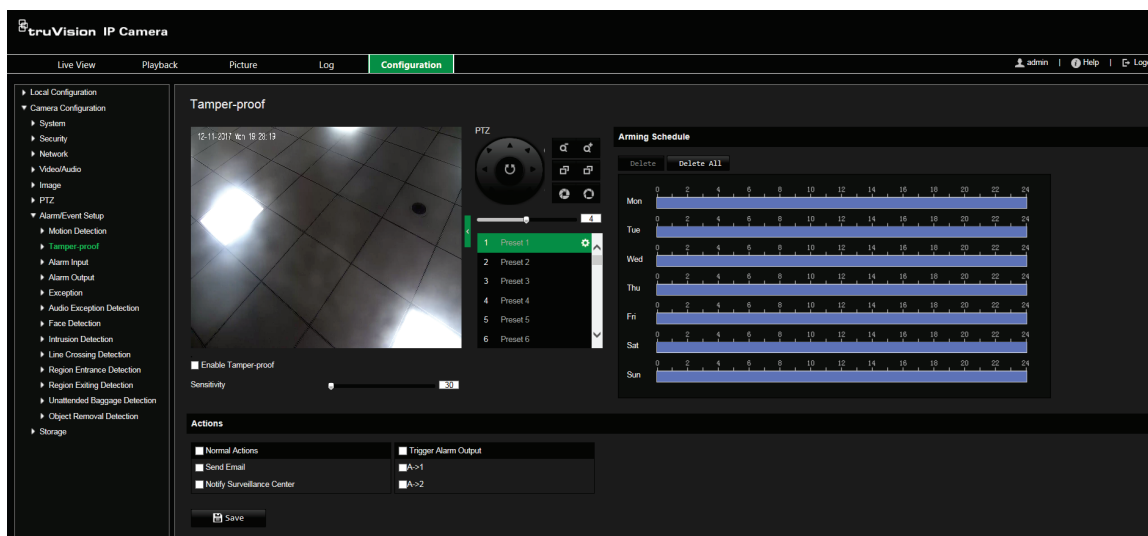 truVision IP Camera
Live View Playback Picture Log Configuration admin | Help | Logo
Local Configuration
Camera Configuration
System
Security
Network
Video/Audio
Image
PTZ
Alarm/Event Setup
Motion Detection
Tamper-proof
Alarm Input
Alarm Output
Exception
Audio Exception Detection
Face Detection
Intrusion Detection
Line Crossing Detection
Region Entrance Detection
Region Exiting Detection
Unattended Baggage Detection
Object Removal Detection
Storage
Tamper-proof
12-11-2017 Mon 19:28:19
PTZ
4
1 Preset 1
2 Preset 2
3 Preset 3
4 Preset 4
5 Preset 5
6 Preset 6
Enable Tamper-proof
Sensitivity 30
Arming Schedule
Delete Delete All
0 2 4 6 8 10 12 14 16 18 20 22 24
Mon
0 2 4 6 8 10 12 14 16 18 20 22 24
Tue
0 2 4 6 8 10 12 14 16 18 20 22 24
Wed
0 2 4 6 8 10 12 14 16 18 20 22 24
Thu
0 2 4 6 8 10 12 14 16 18 20 22 24
Fri
0 2 4 6 8 10 12 14 16 18 20 22 24
Sat
0 2 4 6 8 10 12 14 16 18 20 22 24
Sun
Actions
Normal Actions Trigger Alarm Output
Send Email A->1
Notify Surveillance Center A->2
Save